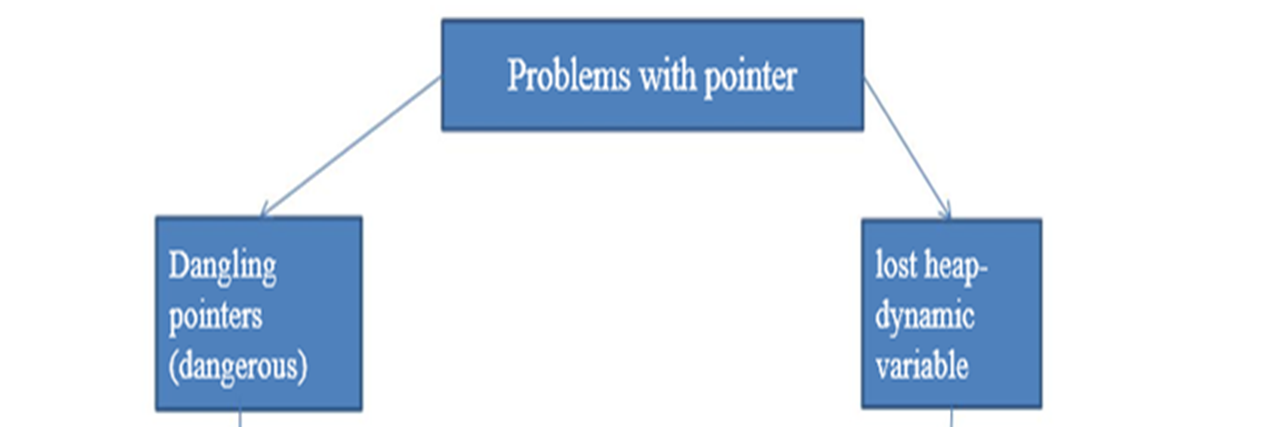 Problems with pointer
Dangling
pointers
(dangerous)
lost heap-
dynamic
variable